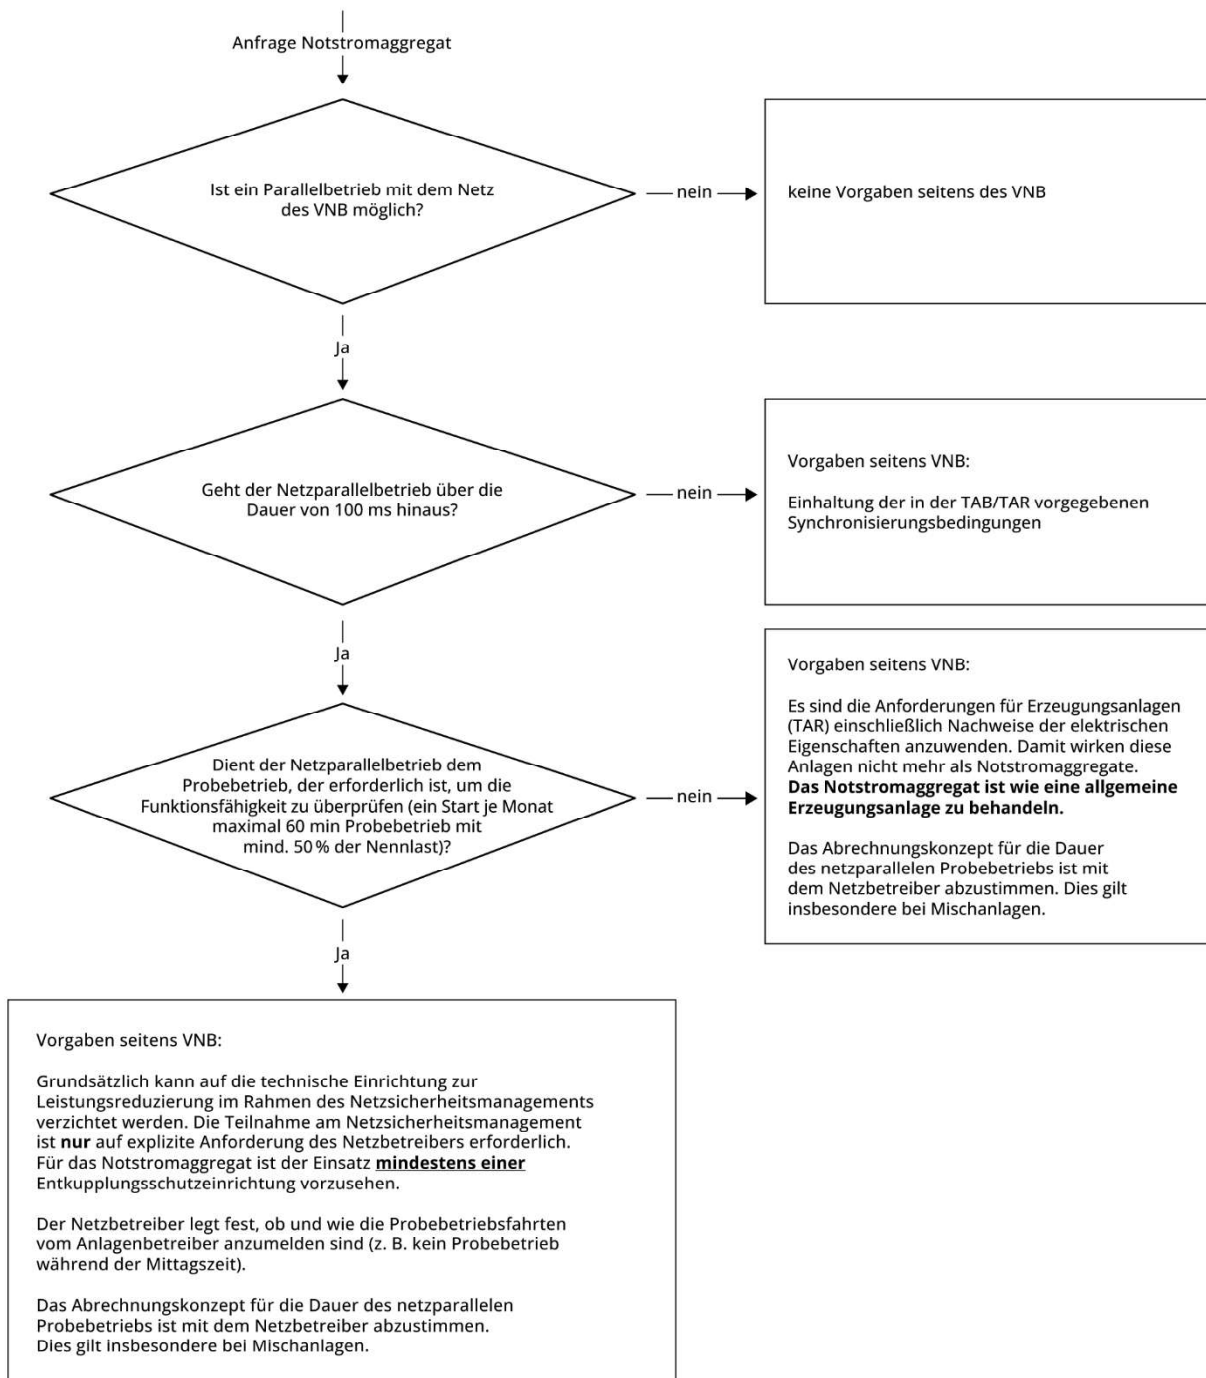 Anfrage Notstromaggregat
Ist ein Parallelbetrieb mit dem Netz
des VNB möglich?
nein
keine Vorgaben seitens des VNB
Ja
Geht der Netzparallelbetrieb über die
Dauer von 100 ms hinaus?
nein
Vorgaben seitens VNB:
Einhaltung der in der TAB/TAR vorgegebenen
Synchronisierungsbedingungen
Ja
Dient der Netzparallelbetrieb dem
Probebetrieb, der erforderlich ist, um die
Funktionsfähigkeit zu überprüfen (ein Start je Monat
maximal 60 min Probebetrieb mit
mind. 50 % der Nennlast)?
nein
Vorgaben seitens VNB:
Es sind die Anforderungen für Erzeugungsanlagen
(TAR) einschließlich Nachweise der elektrischen
Eigenschaften anzuwenden. Damit wirken diese
Anlagen nicht mehr als Notstromaggregate.
Das Notstromaggregat ist wie eine allgemeine
Erzeugungsanlage zu behandeln.
Das Abrechnungskonzept für die Dauer
des netzparallelen Probebetriebs ist mit
dem Netzbetreiber abzustimmen. Dies gilt
insbesondere bei Mischanlagen.
Ja
Vorgaben seitens VNB:
Grundsätzlich kann auf die technische Einrichtung zur
Leistungsreduzierung im Rahmen des Netzsicherheitsmanagements
verzichtet werden. Die Teilnahme am Netzsicherheitsmanagement
ist nur auf explizite Anforderung des Netzbetreibers erforderlich.
Für das Notstromaggregat ist der Einsatz mindestens einer
Entkupplungsschutzeinrichtung vorzusehen.
Der Netzbetreiber legt fest, ob und wie die Probebetriebsfahrten
vom Anlagenbetreiber anzumelden sind (z. B. kein Probebetrieb
während der Mittagszeit).
Das Abrechnungskonzept für die Dauer des netzparallelen
Probebetriebs ist mit dem Netzbetreiber abzustimmen.
Dies gilt insbesondere bei Mischanlagen.